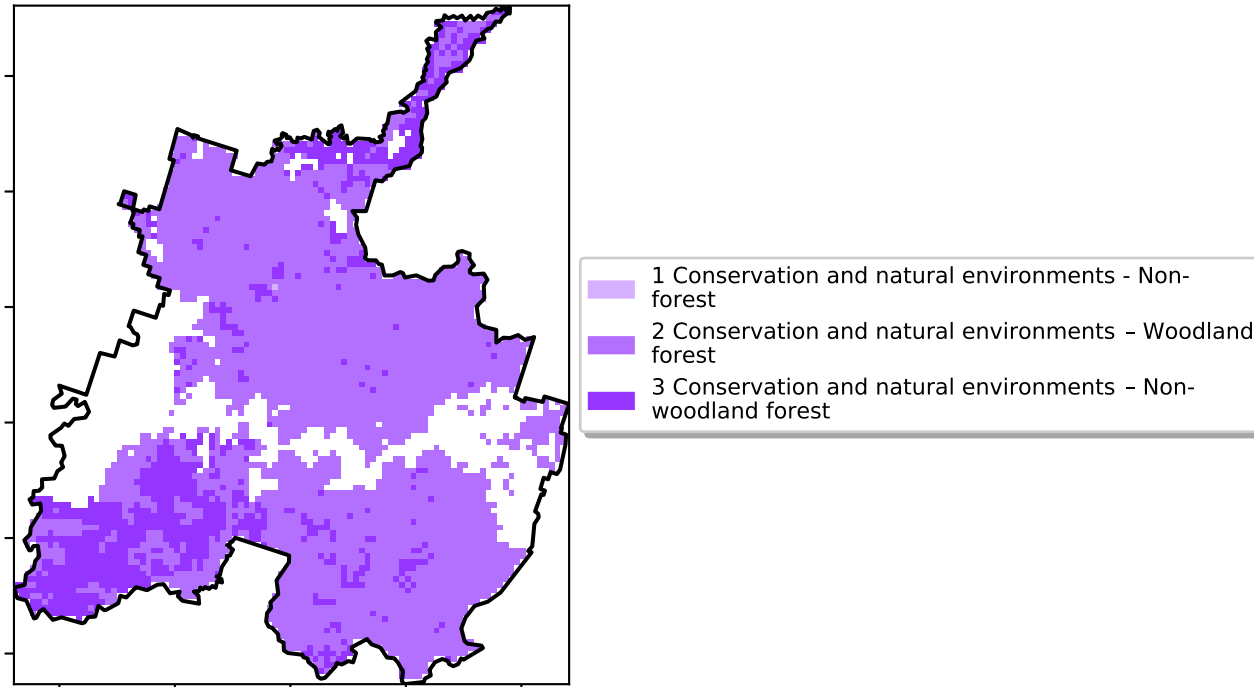 1 Conservation and natural environments - Non-
forest
2 Conservation and natural environments – Woodland
forest
3 Conservation and natural environments – Non-
woodland forest